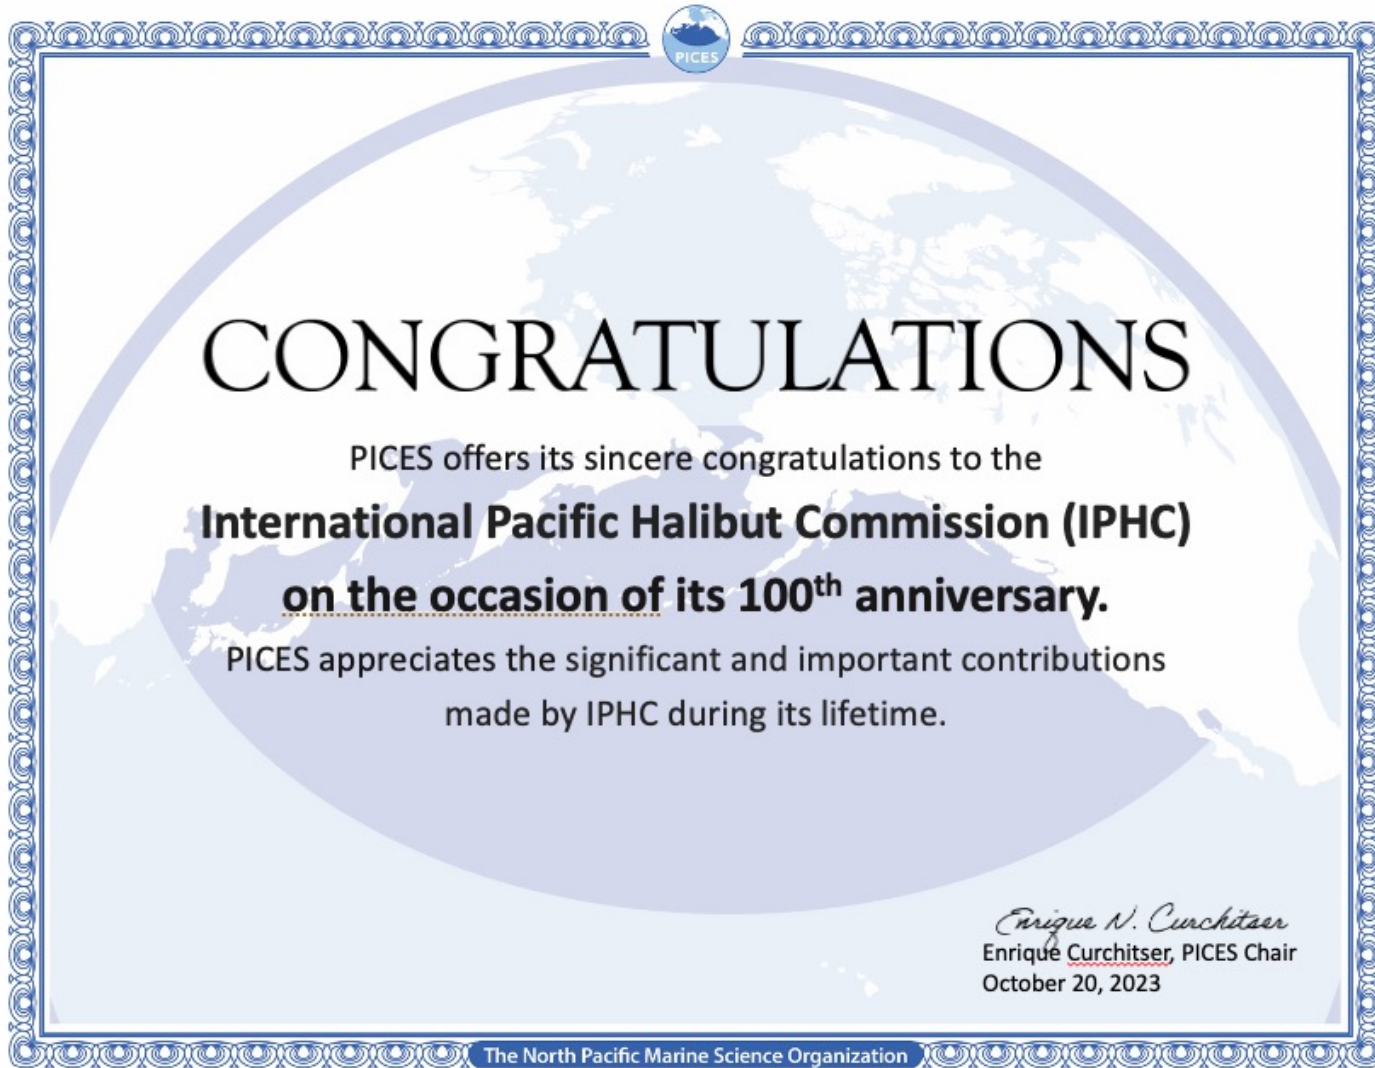 PICES
CONGRATULATIONS
PICES offers its sincere congratulations to the
International Pacific Halibut Commission (IPHC)
on the occasion of its 100th anniversary.
PICES appreciates the significant and important contributions
made by IPHC during its lifetime.
Enrique N. Curchitser
Enrique Curchitser, PICES Chair
October 20, 2023
The North Pacific Marine Science Organization